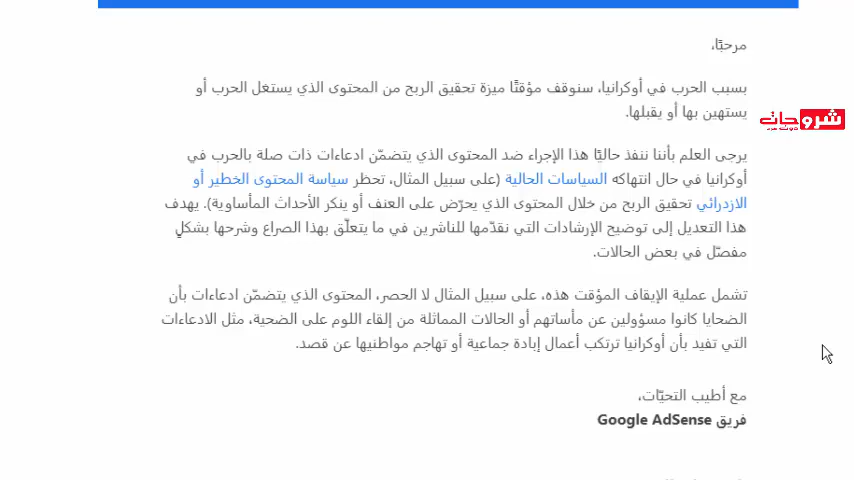 مرحبًا،
بسبب الحرب في أوكرانيا، سنوقف مؤقتًا ميزة تحقيق الربح من المحتوى الذي يستغل الحرب أو
يستهين بها أو يقبلها.
شروحات
يرجى العلم بأننا ننفذ حاليًا هذا الإجراء ضد المحتوى الذي يتضمّن ادعاءات ذات صلة بالحرب في
أوكرانيا في حال انتهاكه السياسات الحالية (على سبيل المثال، تحظر سياسة المحتوى الخطير أو
الازدرائي تحقيق الربح من خلال المحتوى الذي يحرّض على العنف أو ينكر الأحداث المأساوية). يهدف
هذا التعديل إلى توضيح الإرشادات التي نقدّمها للناشرين في ما يتعلّق بهذا الصراع وشرحها بشكلٍ
مفصّل في بعض الحالات.
تشمل عملية الإيقاف المؤقت هذه، على سبيل المثال لا الحصر، المحتوى الذي يتضمّن ادعاءات بأن
الضحايا كانوا مسؤولين عن مأساتهم أو الحالات المماثلة من إلقاء اللوم على الضحية، مثل الادعاءات
التي تفيد بأن أوكرانيا ترتكب أعمال إبادة جماعية أو تهاجم مواطنيها عن قصد.
مع أطيب التحيّات،
فريق Google AdSense